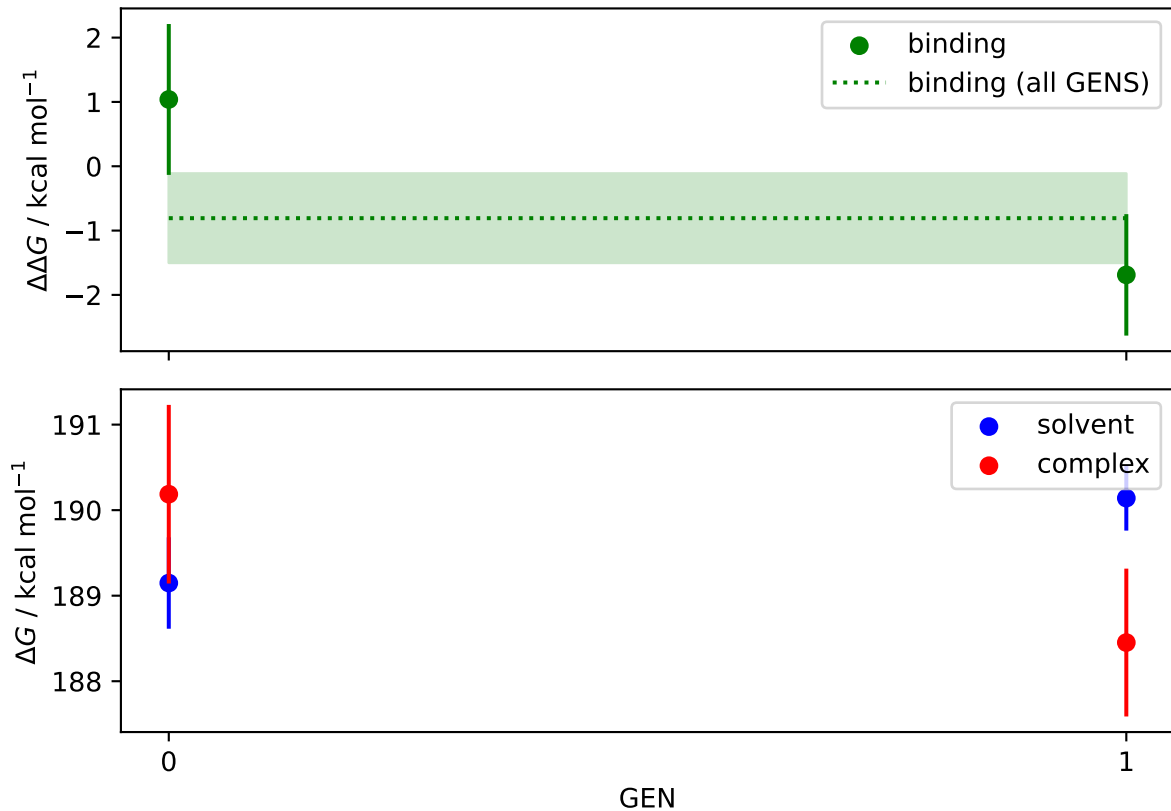 2
1
0
−1
−2
ΔΔG / kcal mol⁻¹
binding
binding (all GENS)
191
190
189
188
ΔG / kcal mol⁻¹
solvent
complex
0
1
GEN